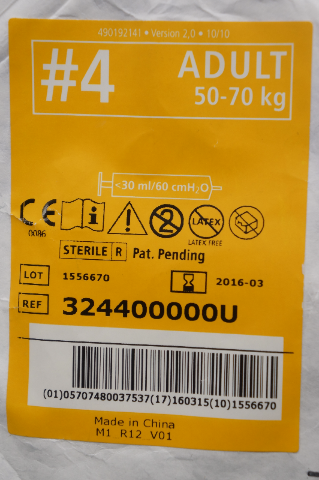 490192141 • Version 2.0 • 10/10
#4
ADULT
50-70 kg
<30 ml/60 cmH₂O
CE
0086
i
2
LATEX
LATEX FREE
STERILE R Pat. Pending
LOT 1556670 2016-03
REF 324400000U
(01)05707480037537(17)160315(10)1556670
Made in China
M1 R12 V01